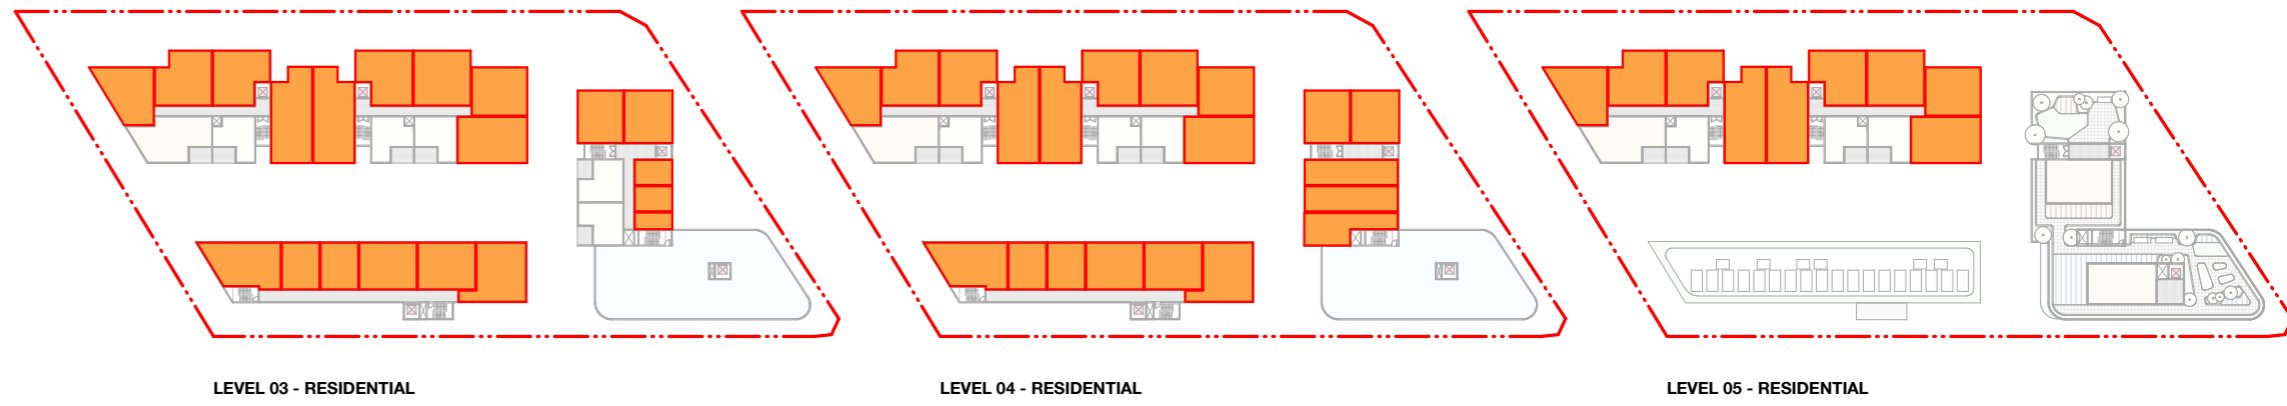 LEVEL 03 - RESIDENTIAL
LEVEL 04 - RESIDENTIAL
LEVEL 05 - RESIDENTIAL